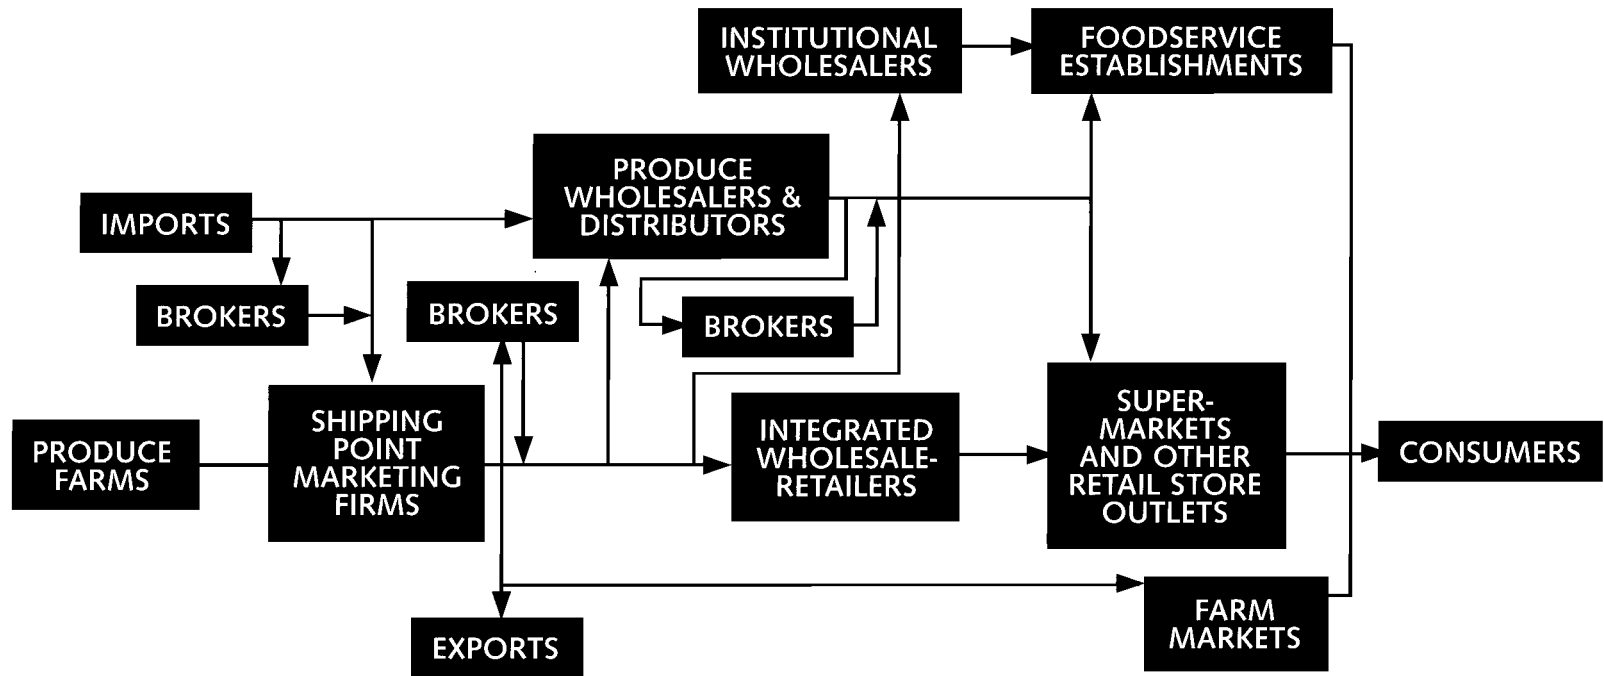 INSTITUTIONAL
WHOLESALERS
FOODSERVICE
ESTABLISHMENTS
PRODUCE
WHOLESALERS &
DISTRIBUTORS
IMPORTS
BROKERS
BROKERS
BROKERS
PRODUCE
FARMS
SHIPPING
POINT
MARKETING
FIRMS
INTEGRATED
WHOLESALE-
RETAILERS
SUPER-
MARKETS
AND OTHER
RETAIL STORE
OUTLETS
CONSUMERS
EXPORTS
FARM
MARKETS